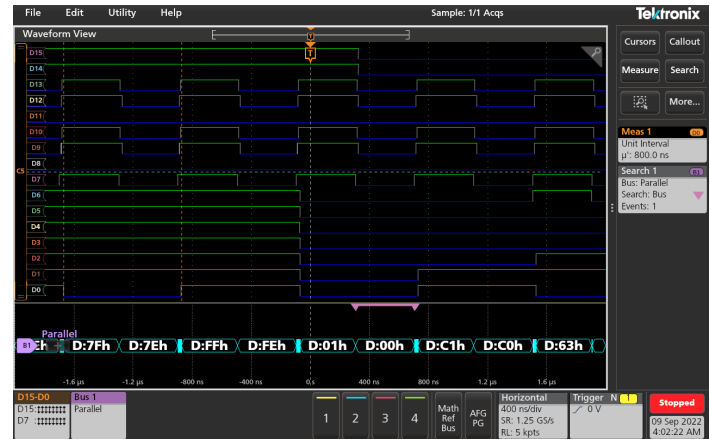 File Edit Utility Help Sample: 1/1 Acqs Tektronix
Waveform View
Cursors Callout
Measure Search
More...
Meas 1 D0
Unit Interval
µ': 800.0 ns
Search 1 B1
Bus: Parallel
Search: Bus
Events: 1
T
D15
D14
D13
D12
D11
D10
D9
D8
C5
D7
D6
D5
D4
D3
D2
D1
D0
Parallel
B1 D:7Fh D:7Eh D:FFh D:FEh D:01h D:00h D:C1h D:C0h D:63h
-1.6 µs -1.2 µs -800 ns -400 ns 0 s 400 ns 800 ns 1.2 µs 1.6 µs
D15-D0
D15:
D7 :
Bus 1
Parallel
1 2 3 4
Math
Ref
Bus
AFG
PG
Horizontal
400 ns/div
SR: 1.25 GS/s
RL: 5 kpts
Trigger N 1
0 V
Stopped
09 Sep 2022
4:02:22 AM